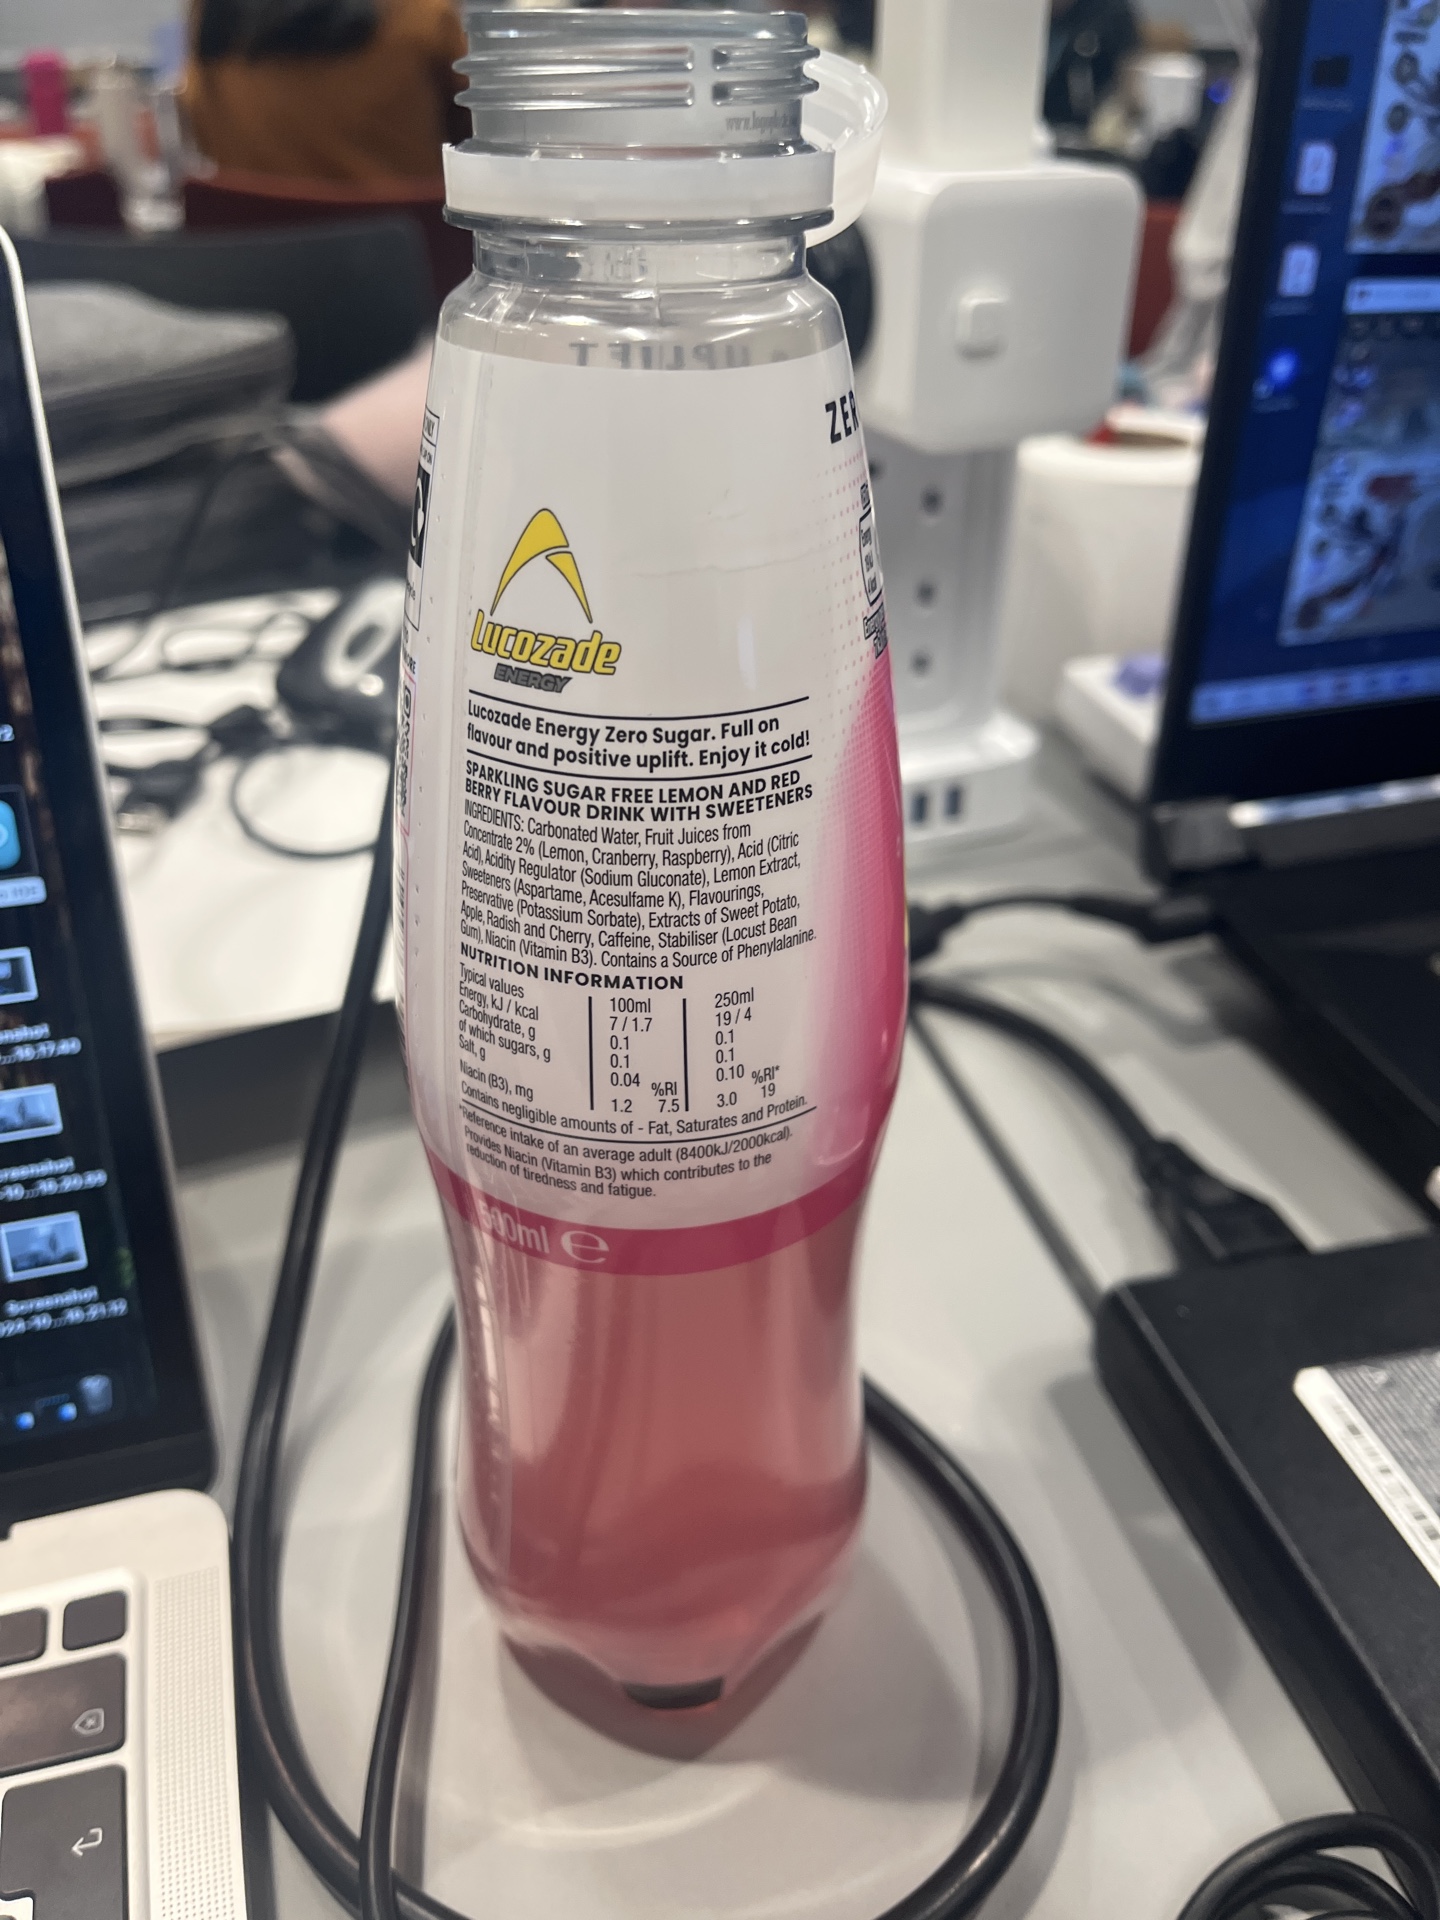 ZER
Lucozade
ENERGY
Lucozade Energy Zero Sugar. Full on
flavour and positive uplift. Enjoy it cold!
SPARKLING SUGAR FREE LEMON AND RED
BERRY FLAVOUR DRINK WITH SWEETENERS
INGREDIENTS: Carbonated Water, Fruit Juices from
Concentrate 2% (Lemon, Cranberry, Raspberry), Acid (Citric
Acid), Acidity Regulator (Sodium Gluconate), Lemon Extract,
Sweeteners (Aspartame, Acesulfame K), Flavourings,
Preservative (Potassium Sorbate), Extracts of Sweet Potato,
Apple, Radish and Cherry, Caffeine, Stabiliser (Locust Bean
Gum), Niacin (Vitamin B3). Contains a Source of Phenylalanine.
NUTRITION INFORMATION
Typical values 100ml 250ml
Energy, kJ / kcal 7 / 1.7 19 / 4
Carbohydrate, g 0.1 0.1
of which sugars, g 0.1 0.1
Salt, g 0.04 0.10
%RI %RI*
Niacin (B3), mg 1.2 7.5 3.0 19
Contains negligible amounts of - Fat, Saturates and Protein.
*Reference intake of an average adult (8400kJ/2000kcal).
Provides Niacin (Vitamin B3) which contributes to the
reduction of tiredness and fatigue.
500ml e
Screenshot